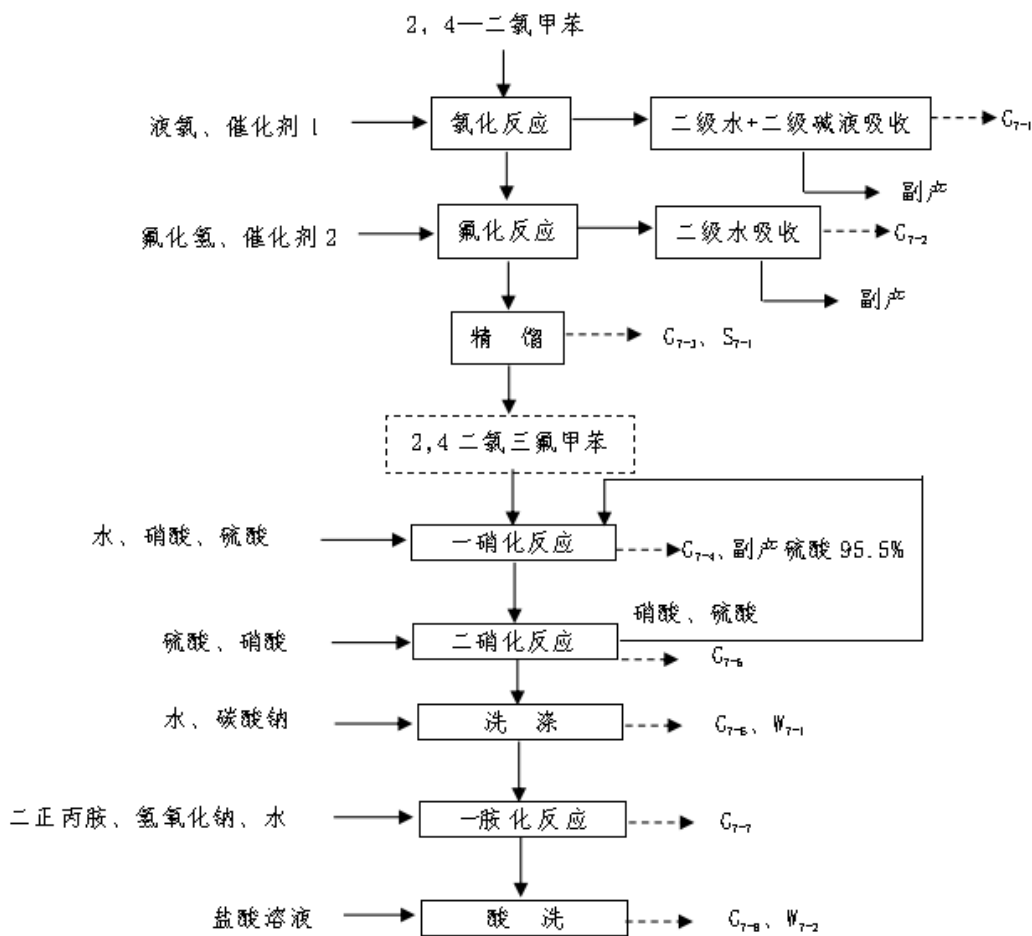 2, 4—二氯甲苯
液氯、催化剂1
氯化反应
二级水+二级碱液吸收
G₇₋₁
副产
氟化氢、催化剂2
氟化反应
二级水吸收
G₇₋₂
副产
精 馏
G₇₋₃、S₇₋₁
2,4二氯三氟甲苯
水、硝酸、硫酸
一硝化反应
G₇₋₄、副产硫酸95.5%
硝酸、硫酸
硫酸、硝酸
二硝化反应
水、碳酸钠
洗 涤
W₇₋₁
二正丙胺、氢氧化钠、水
一胺化反应
G₇₋₇
盐酸溶液
酸 洗
G₇₋₈、W₇₋₂